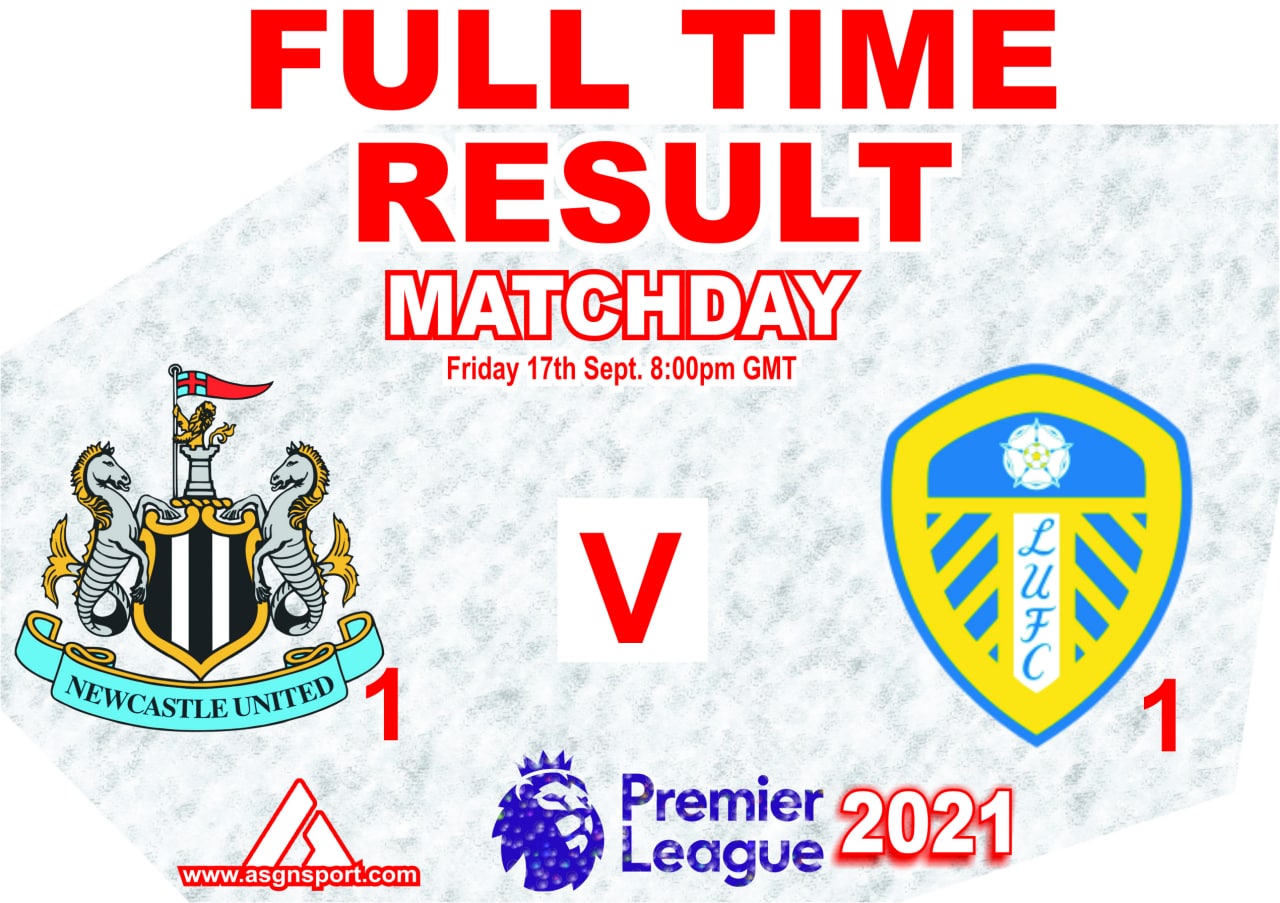 FULL TIME
RESULT
MATCHDAY
Friday 17th Sept. 8:00pm GMT
V
LUFC
NEWCASTLE UNITED
1
1
Premier
League
2021
www.asgnsport.com